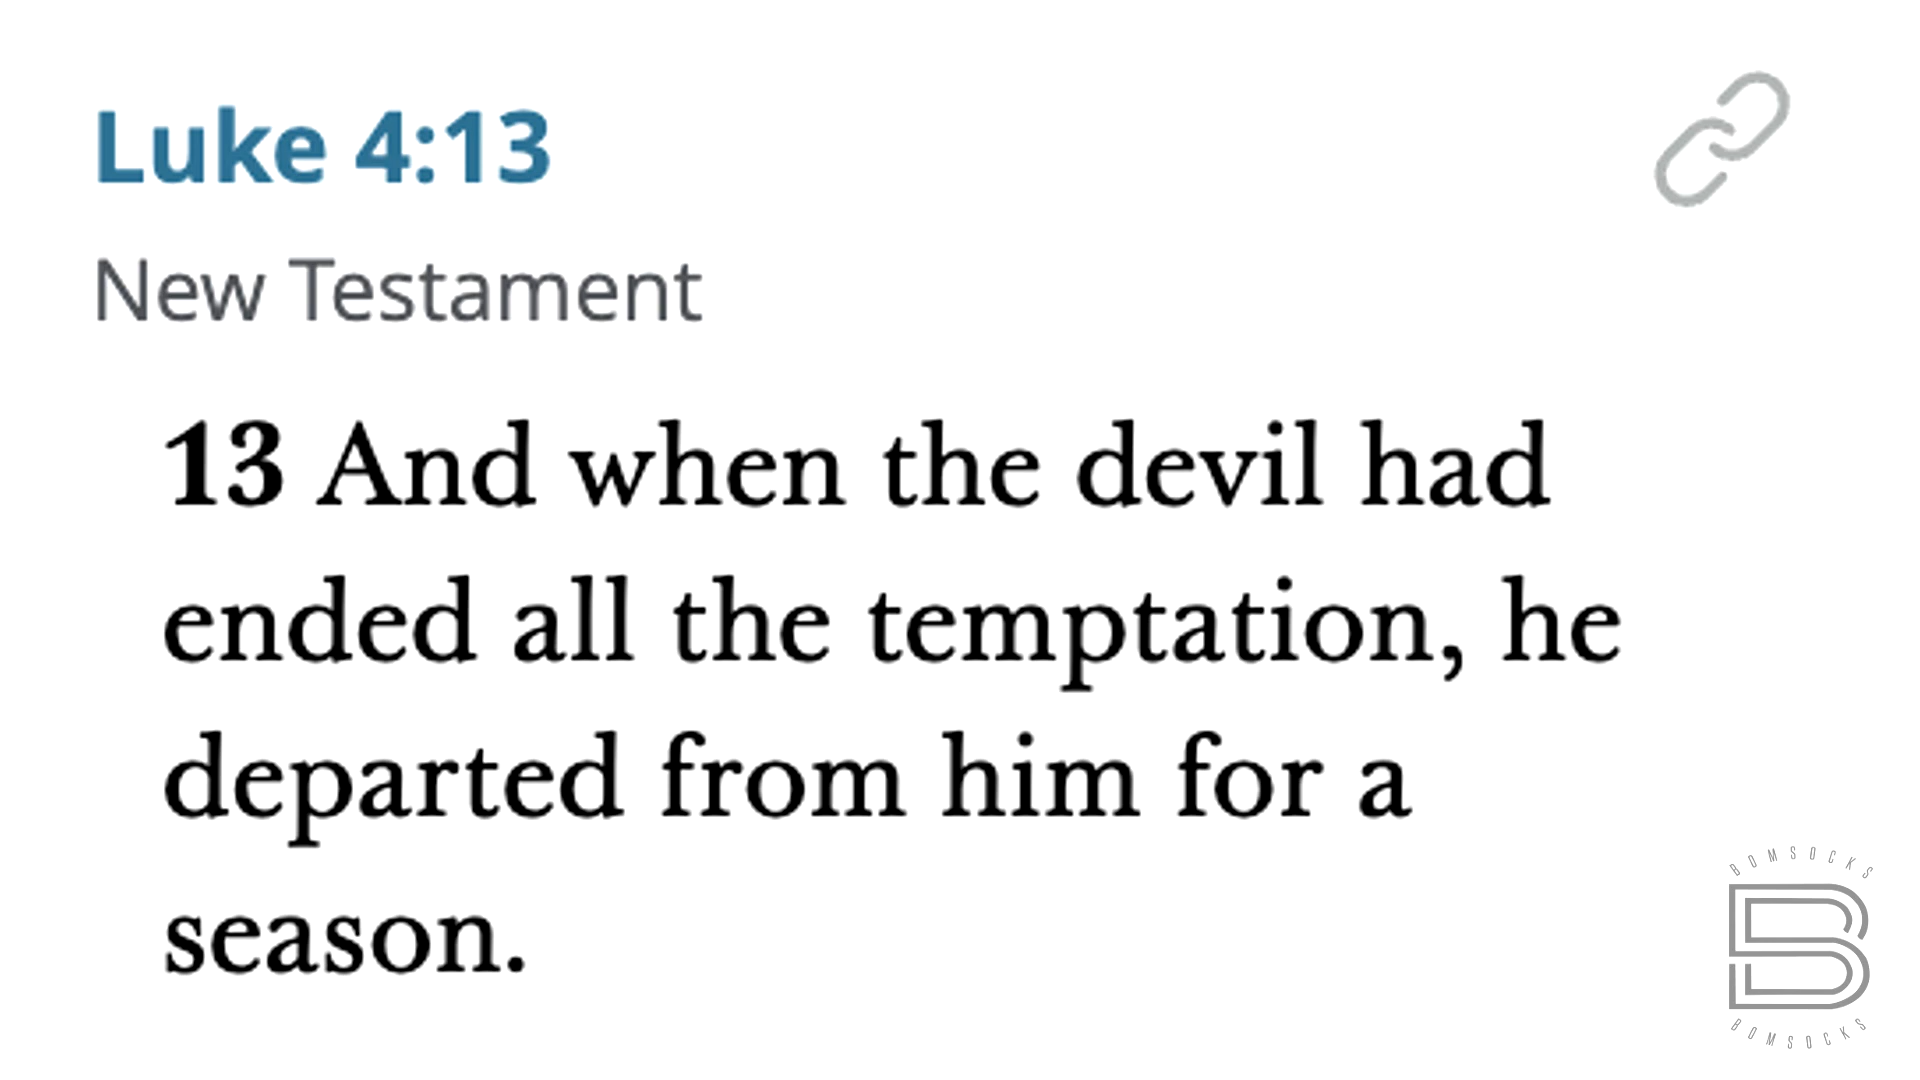 Luke 4:13
New Testament
13 And when the devil had
ended all the temptation, he
departed from him for a
season.
BOMSOCKS
B
BOMSOCKS